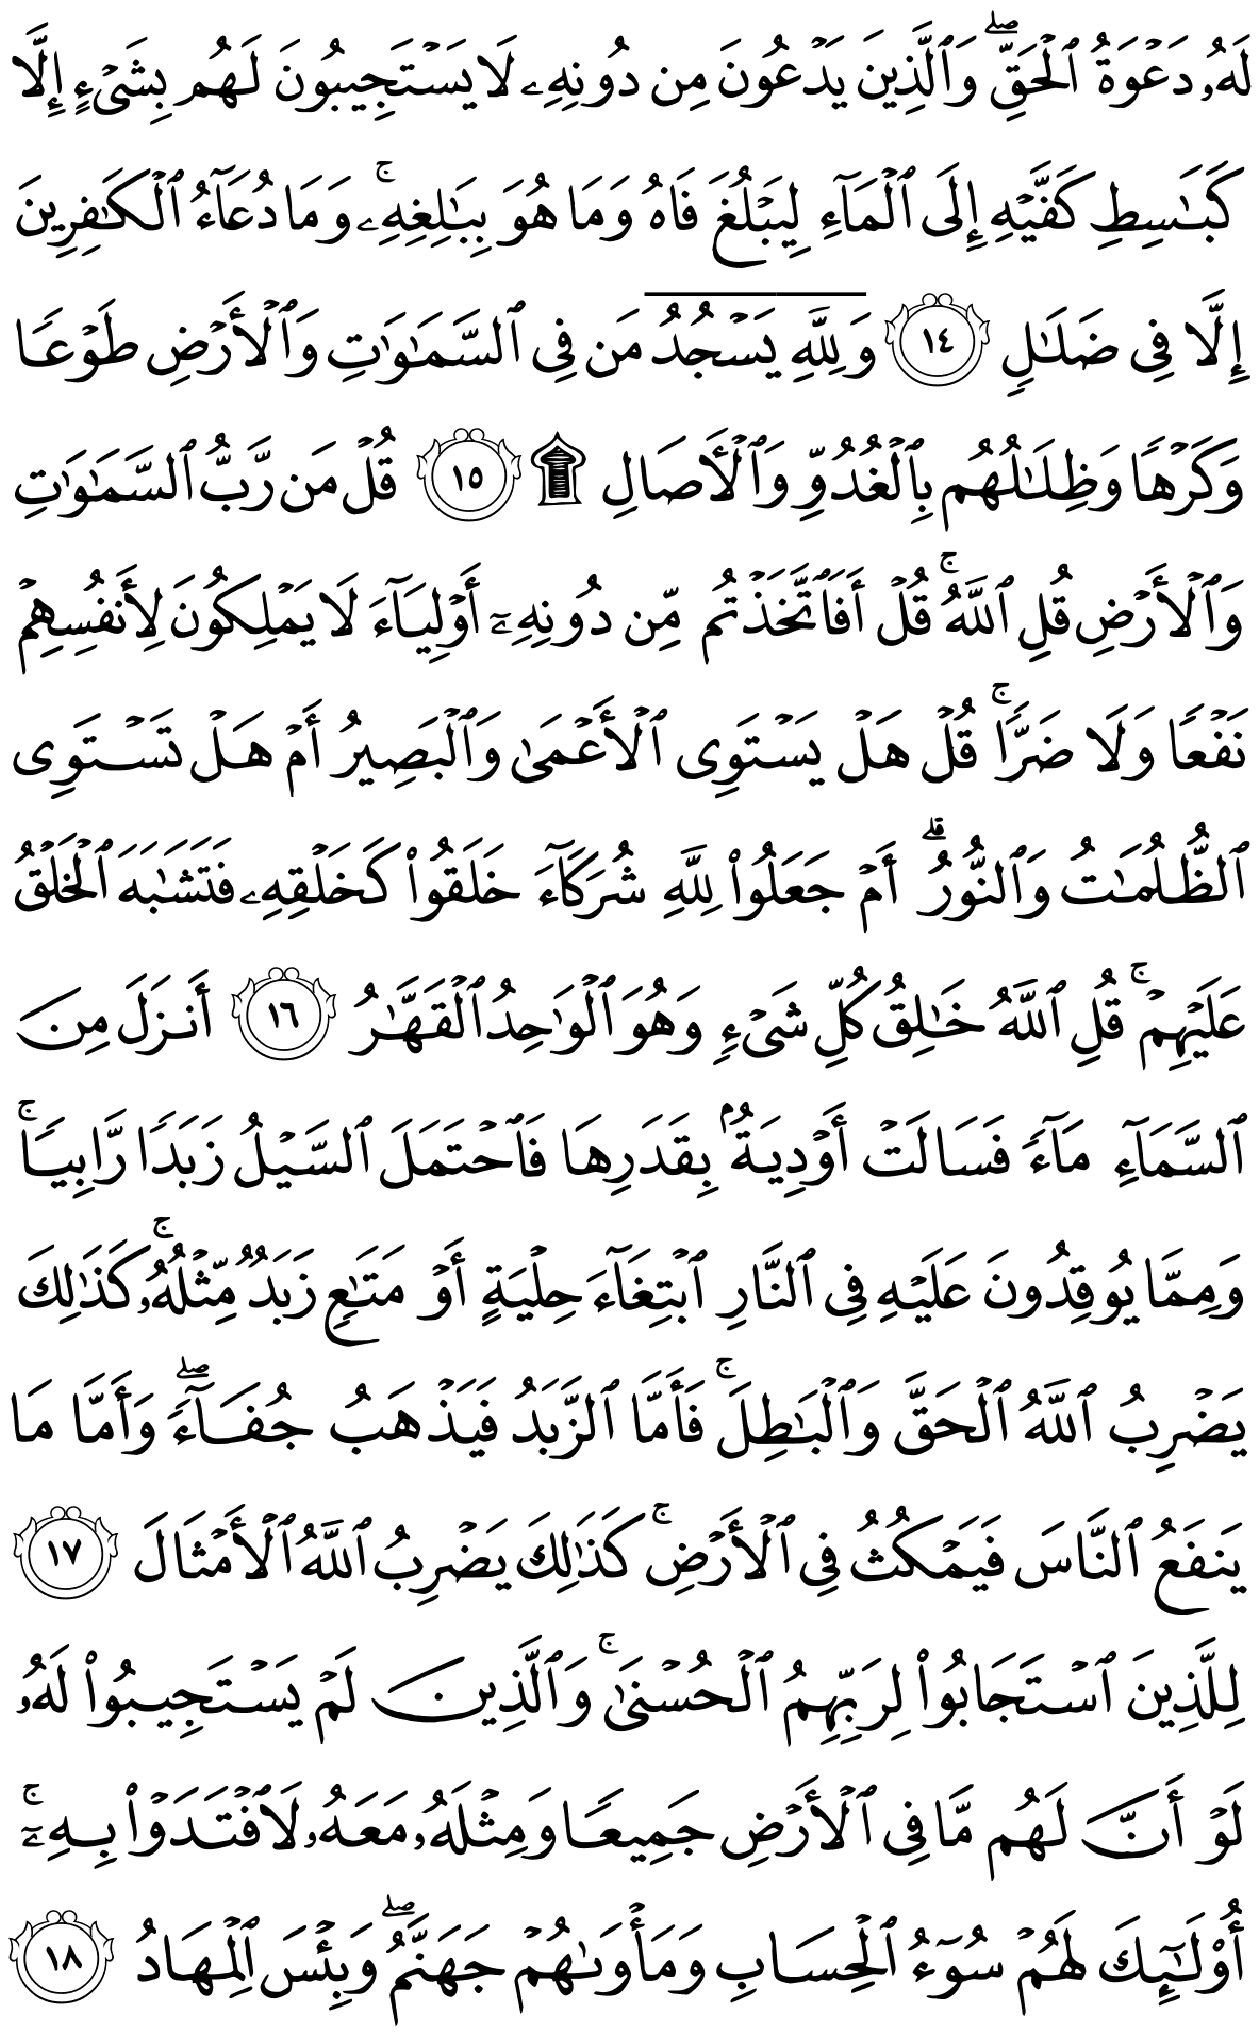 لَهُۥ دَعۡوَةُ ٱلۡحَقِّۖ وَٱلَّذِينَ يَدۡعُونَ مِن دُونِهِۦ لَا يَسۡتَجِيبُونَ لَهُم بِشَيۡءٍ إِلَّا
كَبَٰسِطِ كَفَّيۡهِ إِلَى ٱلۡمَآءِ لِيَبۡلُغَ فَاهُ وَمَا هُوَ بِبَٰلِغِهِۦۚ وَمَا دُعَآءُ ٱلۡكَٰفِرِينَ
إِلَّا فِي ضَلَٰلٖ ١٤ وَلِلَّهِۤ يَسۡجُدُۤ مَن فِي ٱلسَّمَٰوَٰتِ وَٱلۡأَرۡضِ طَوۡعٗا
وَكَرۡهٗا وَظِلَٰلُهُم بِٱلۡغُدُوِّ وَٱلۡأٓصَالِ ۩ ١٥ قُلۡ مَن رَّبُّ ٱلسَّمَٰوَٰتِ
وَٱلۡأَرۡضِ قُلِ ٱللَّهُۚ قُلۡ أَفَٱتَّخَذۡتُم مِّن دُونِهِۦٓ أَوۡلِيَآءَ لَا يَمۡلِكُونَ لِأَنفُسِهِمۡ
نَفۡعٗا وَلَا ضَرّٗاۚ قُلۡ هَلۡ يَسۡتَوِي ٱلۡأَعۡمَىٰ وَٱلۡبَصِيرُ أَمۡ هَلۡ تَسۡتَوِي
ٱلظُّلُمَٰتُ وَٱلنُّورُۗ أَمۡ جَعَلُواْ لِلَّهِ شُرَكَآءَ خَلَقُواْ كَخَلۡقِهِۦ فَتَشَٰبَهَ ٱلۡخَلۡقُ
عَلَيۡهِمۡۚ قُلِ ٱللَّهُ خَٰلِقُ كُلِّ شَيۡءٖ وَهُوَ ٱلۡوَٰحِدُ ٱلۡقَهَّٰرُ ١٦ أَنزَلَ مِنَ
ٱلسَّمَآءِ مَآءٗ فَسَالَتۡ أَوۡدِيَةُۢ بِقَدَرِهَا فَٱحۡتَمَلَ ٱلسَّيۡلُ زَبَدٗا رَّابِيٗاۚ
وَمِمَّا يُوقِدُونَ عَلَيۡهِ فِي ٱلنَّارِ ٱبۡتِغَآءَ حِلۡيَةٍ أَوۡ مَتَٰعٖ زَبَدٞ مِّثۡلُهُۥۚ كَذَٰلِكَ
يَضۡرِبُ ٱللَّهُ ٱلۡحَقَّ وَٱلۡبَٰطِلَۚ فَأَمَّا ٱلزَّبَدُ فَيَذۡهَبُ جُفَآءٗۖ وَأَمَّا مَا
يَنفَعُ ٱلنَّاسَ فَيَمۡكُثُ فِي ٱلۡأَرۡضِۚ كَذَٰلِكَ يَضۡرِبُ ٱللَّهُ ٱلۡأَمۡثَالَ ١٧
لِلَّذِينَ ٱسۡتَجَابُواْ لِرَبِّهِمُ ٱلۡحُسۡنَىٰۚ وَٱلَّذِينَ لَمۡ يَسۡتَجِيبُواْ لَهُۥ
لَوۡ أَنَّ لَهُم مَّا فِي ٱلۡأَرۡضِ جَمِيعٗا وَمِثۡلَهُۥ مَعَهُۥ لَٱفۡتَدَوۡاْ بِهِۦٓۚ
أُوْلَٰٓئِكَ لَهُمۡ سُوٓءُ ٱلۡحِسَابِ وَمَأۡوَىٰهُمۡ جَهَنَّمُۖ وَبِئۡسَ ٱلۡمِهَادُ ١٨